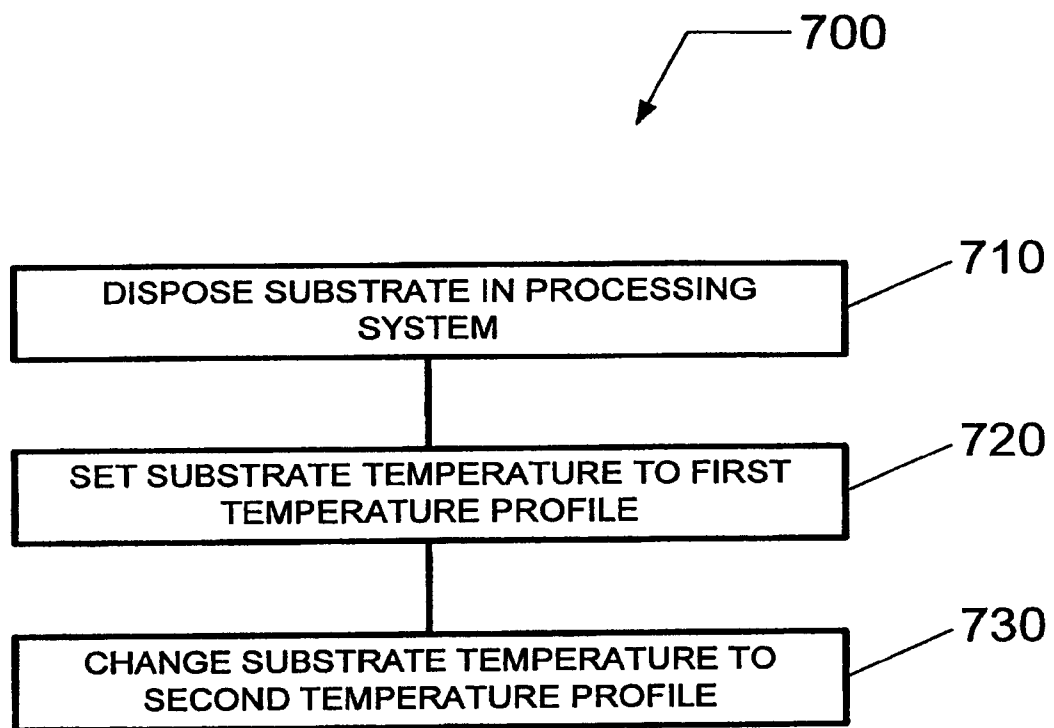 700
710
DISPOSE SUBSTRATE IN PROCESSING
SYSTEM
720
SET SUBSTRATE TEMPERATURE TO FIRST
TEMPERATURE PROFILE
730
CHANGE SUBSTRATE TEMPERATURE TO
SECOND TEMPERATURE PROFILE